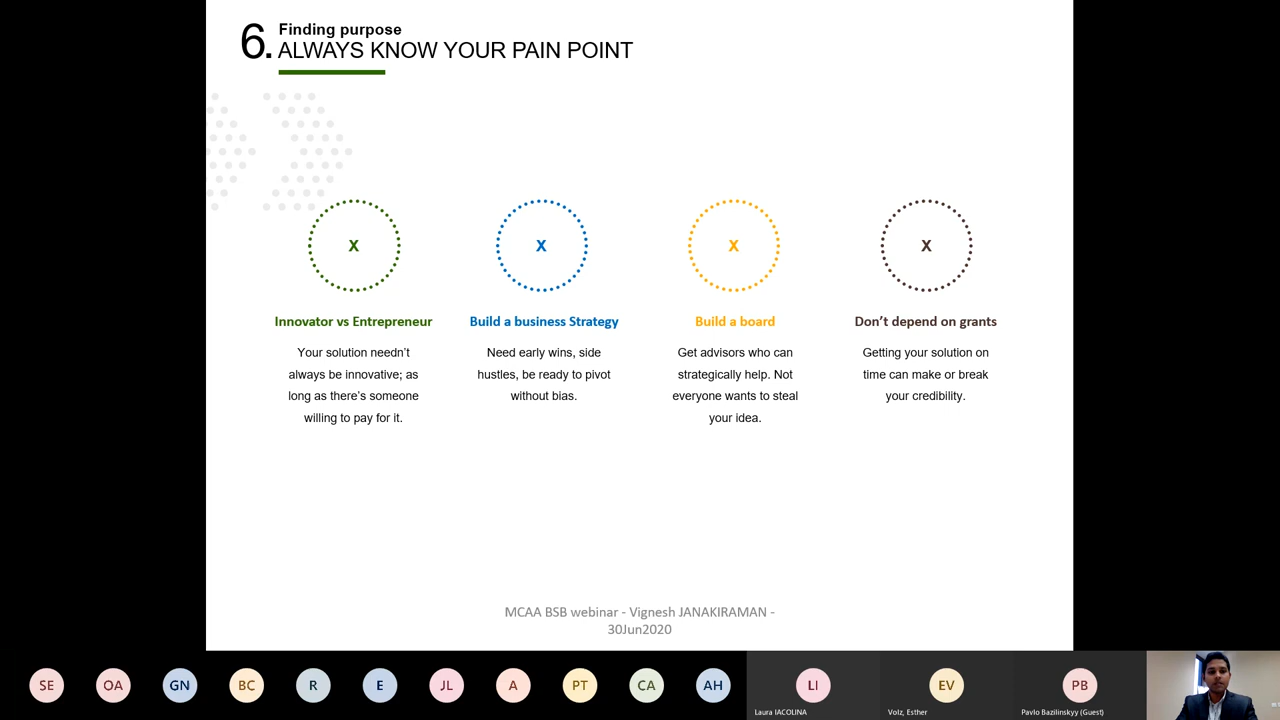 6.
Finding purpose
ALWAYS KNOW YOUR PAIN POINT
X
X
X
X
Innovator vs Entrepreneur
Your solution needn't
always be innovative; as
long as there's someone
willing to pay for it.
Build a business Strategy
Need early wins, side
hustles, be ready to pivot
without bias.
Build a board
Get advisors who can
strategically help. Not
everyone wants to steal
your idea.
Don't depend on grants
Getting your solution on
time can make or break
your credibility.
MCAA BSB webinar - Vignesh JANAKIRAMAN -
30Jun2020
SE
OA
GN
BC
R
E
JL
A
PT
CA
AH
LI
Laura IACOLINA
EV
Volz, Esther
PB
Pavlo Bazilinskyy (Guest)